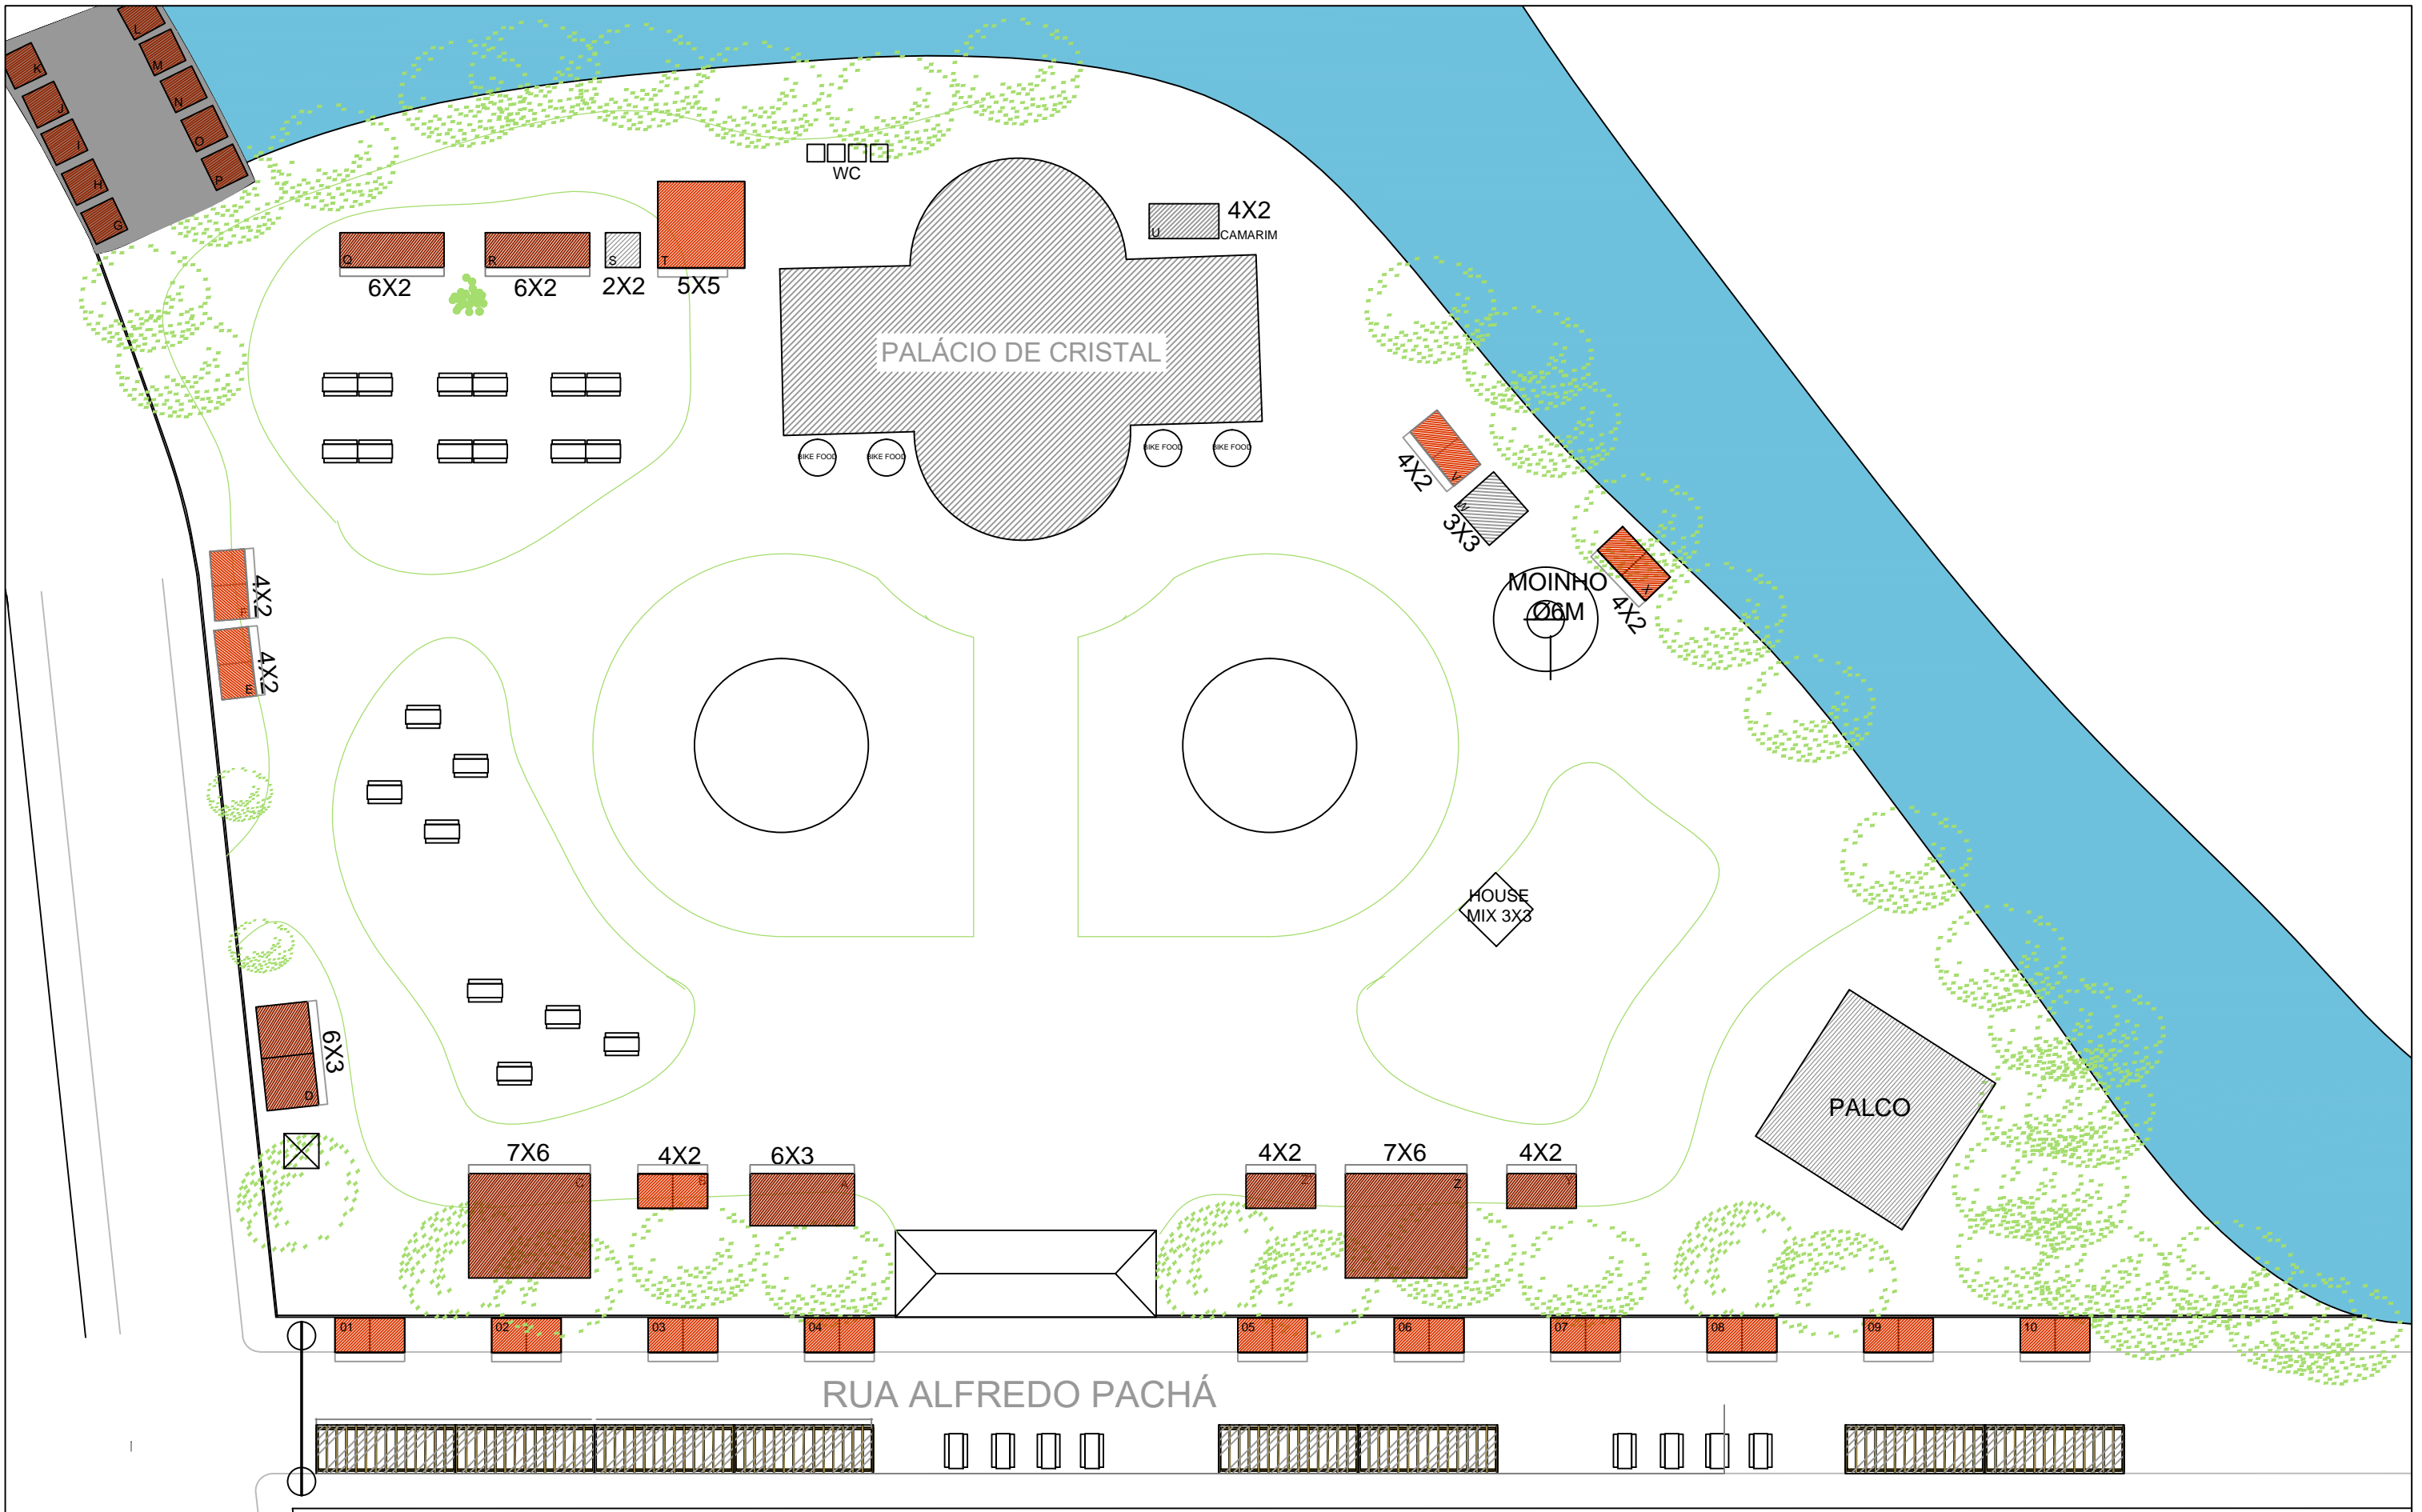 L
K
M
J
N
I
O
H
P
G
WC
4X2
U
CAMARIM
Q
R
S
T
6X2
6X2
2X2
5X5
PALÁCIO DE CRISTAL
BIKE FOOD
BIKE FOOD
BIKE FOOD
BIKE FOOD
V
4X2
W
3X3
MOINHO
Ø6M
X
4X2
F
4X2
E
4X2
HOUSE
MIX 3X3
D
6X3
PALCO
7X6
4X2
6X3
4X2
7X6
4X2
C
B
A
Z'
Z
Y
01
02
03
04
05
06
07
08
09
10
RUA ALFREDO PACHÁ